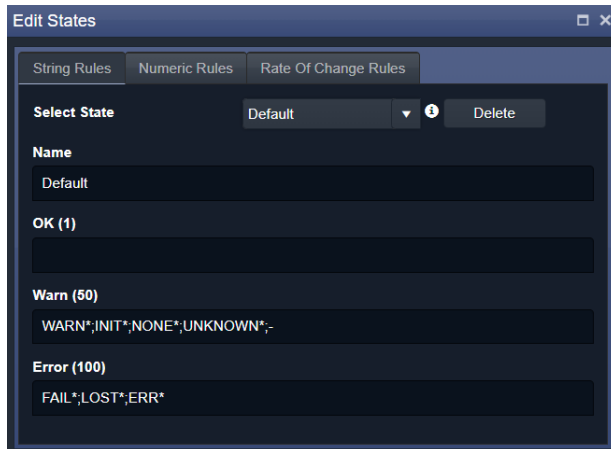 Edit States
String Rules Numeric Rules Rate Of Change Rules
Select State Default Delete
Name
Default
OK (1)
Warn (50)
WARN*;INIT*;NONE*;UNKNOWN*;-
Error (100)
FAIL*;LOST*;ERR*